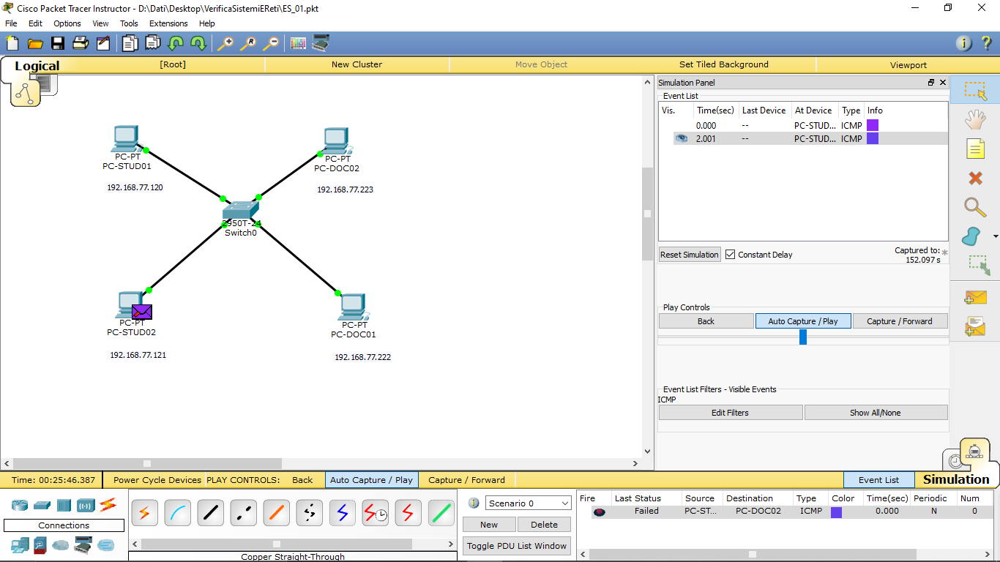 Cisco Packet Tracer Instructor - D:\Dati\Desktop\VerificaSistemiEReti\ES_01.pkt
File Edit Options View Tools Extensions Help
Logical [Root] New Cluster Move Object Set Tiled Background Viewport
Simulation Panel
Event List
Vis. Time(sec) Last Device At Device Type Info
0.000 -- PC-STUD... ICMP
2.001 -- PC-STUD... ICMP
PC-PT
PC-STUD01
192.168.77.120
PC-PT
PC-DOC02
192.168.77.223
2950T-24
Switch0
PC-PT
PC-STUD02
192.168.77.121
PC-PT
PC-DOC01
192.168.77.222
Reset Simulation Constant Delay Captured to: *
152.097 s
Play Controls
Back Auto Capture / Play Capture / Forward
Event List Filters - Visible Events
ICMP
Edit Filters Show All/None
Time: 00:25:46.387 Power Cycle Devices PLAY CONTROLS: Back Auto Capture / Play Capture / Forward Event List Simulation
Connections
Copper Straight-Through
Scenario 0
New Delete
Toggle PDU List Window
Fire Last Status Source Destination Type Color Time(sec) Periodic Num
Failed PC-ST... PC-DOC02 ICMP 0.000 N 0